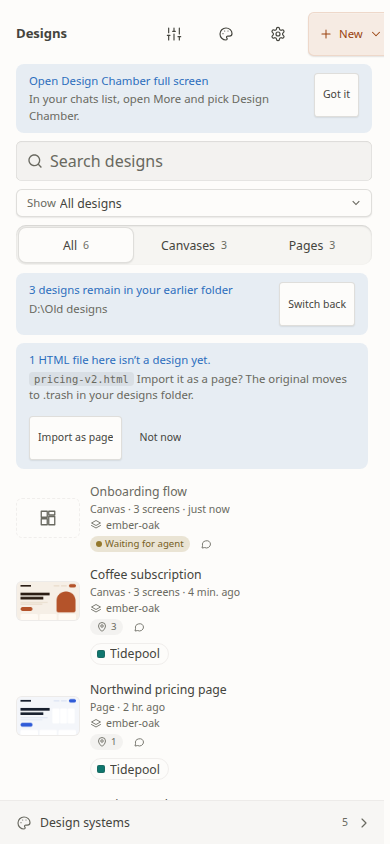 Designs
New
Open Design Chamber full screen
In your chats list, open More and pick Design
Chamber.
Got it
Search designs
Show All designs
All 6
Canvases 3
Pages 3
3 designs remain in your earlier folder
D:\Old designs
Switch back
1 HTML file here isn't a design yet.
pricing-v2.html Import it as a page? The original moves
to .trash in your designs folder.
Import as page
Not now
Onboarding flow
Canvas · 3 screens · just now
ember-oak
Waiting for agent
Coffee subscription
Canvas · 3 screens · 4 min. ago
ember-oak
3
Tidepool
Northwind pricing page
Page · 2 hr. ago
ember-oak
1
Tidepool
Design systems
5